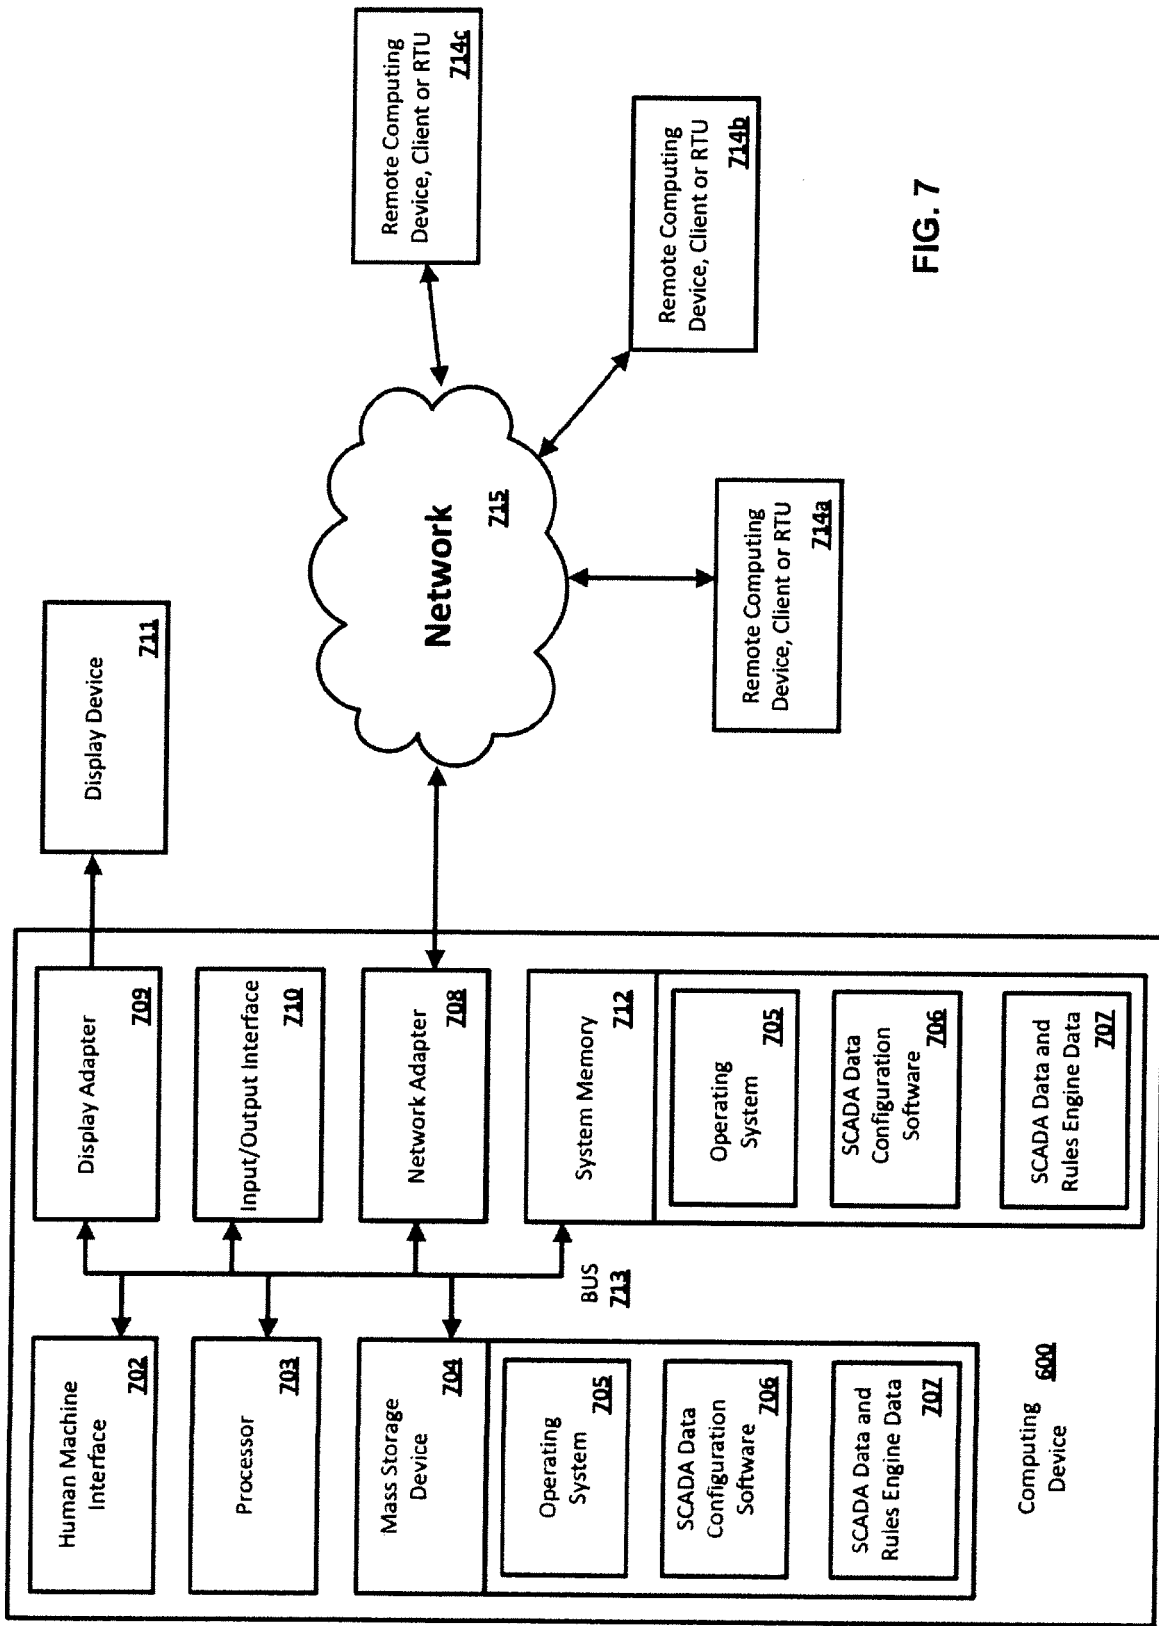 Human Machine
Interface
702
Processor
703
Mass Storage
Device
704
Operating
System
705
SCADA Data
Configuration
Software
706
SCADA Data and
Rules Engine Data
707
Computing
Device
600
BUS
713
Display Adapter
709
Input/Output Interface
710
Network Adapter
708
System Memory
712
Operating
System
705
SCADA Data
Configuration
Software
706
SCADA Data and
Rules Engine Data
707
Display Device
711
Network
715
Remote Computing
Device, Client or RTU
714a
Remote Computing
Device, Client or RTU
714b
Remote Computing
Device, Client or RTU
714c
FIG. 7